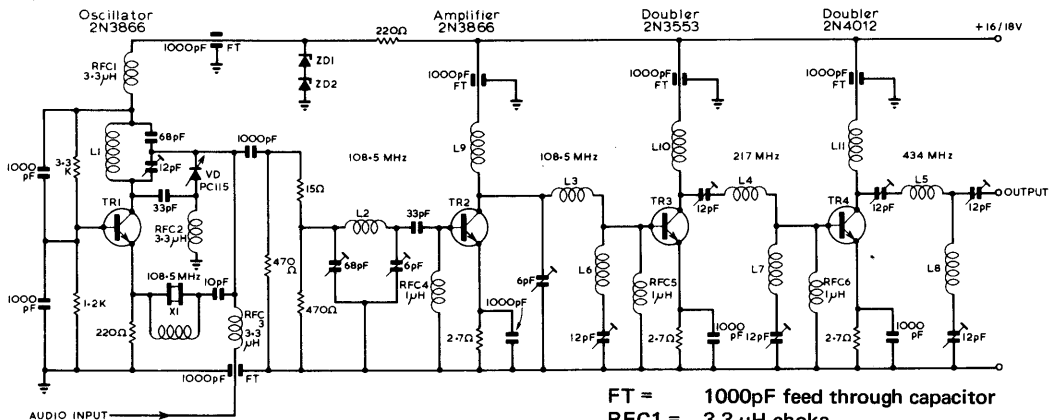 Oscillator
2N3866
Amplifier
2N3866
Doubler
2N3553
Doubler
2N4012
1000pF
FT
220Ω
+16/18V
RFC1
3·3µH
ZD1
ZD2
1000pF
FT
1000pF
FT
1000pF
FT
L1
68pF
12pF
1000pF
L9
L10
L11
1000
pF
3·3
K
VD
PC115
108·5 MHz
108·5 MHz
217 MHz
434 MHz
15Ω
L3
L4
L5
TR1
33pF
RFC2
3·3µH
L2
33pF
TR2
TR3
12pF
TR4
12pF
12pF
OUTPUT
108·5 MHz
X1
10pF
470
Ω
68pF
6pF
RFC4
1µH
6pF
L6
RFC5
1µH
L7
RFC6
1µH
L8
1000
pF
1·2K
220Ω
RFC
3
3·3
µH
470Ω
1000pF
2·7Ω
12pF
2·7Ω
1000
pF
12pF
2·7Ω
1000
pF
12pF
1000pF
FT
AUDIO INPUT
FT = 1000pF feed through capacitor
RFC1 = 3.3 µH choke